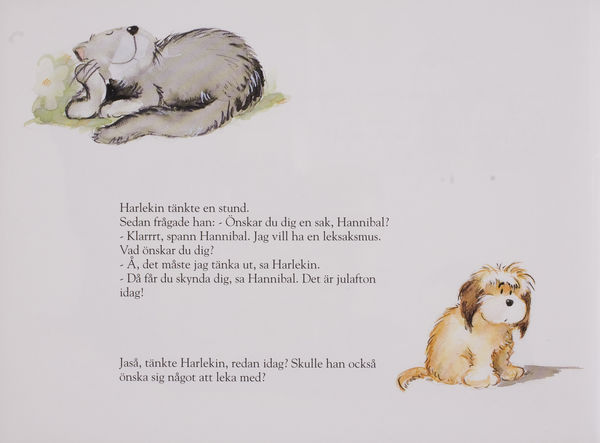 Harlekin tänkte en stund.
Sedan frågade han: - Önskar du dig en sak, Hannibal?
- Klarrrt, spann Hannibal. Jag vill ha en leksaksmus.
Vad önskar du dig?
- Å, det måste jag tänka ut, sa Harlekin.
- Då får du skynda dig, sa Hannibal. Det är julafton
idag!
Jaså, tänkte Harlekin, redan idag? Skulle han också
önska sig något att leka med?